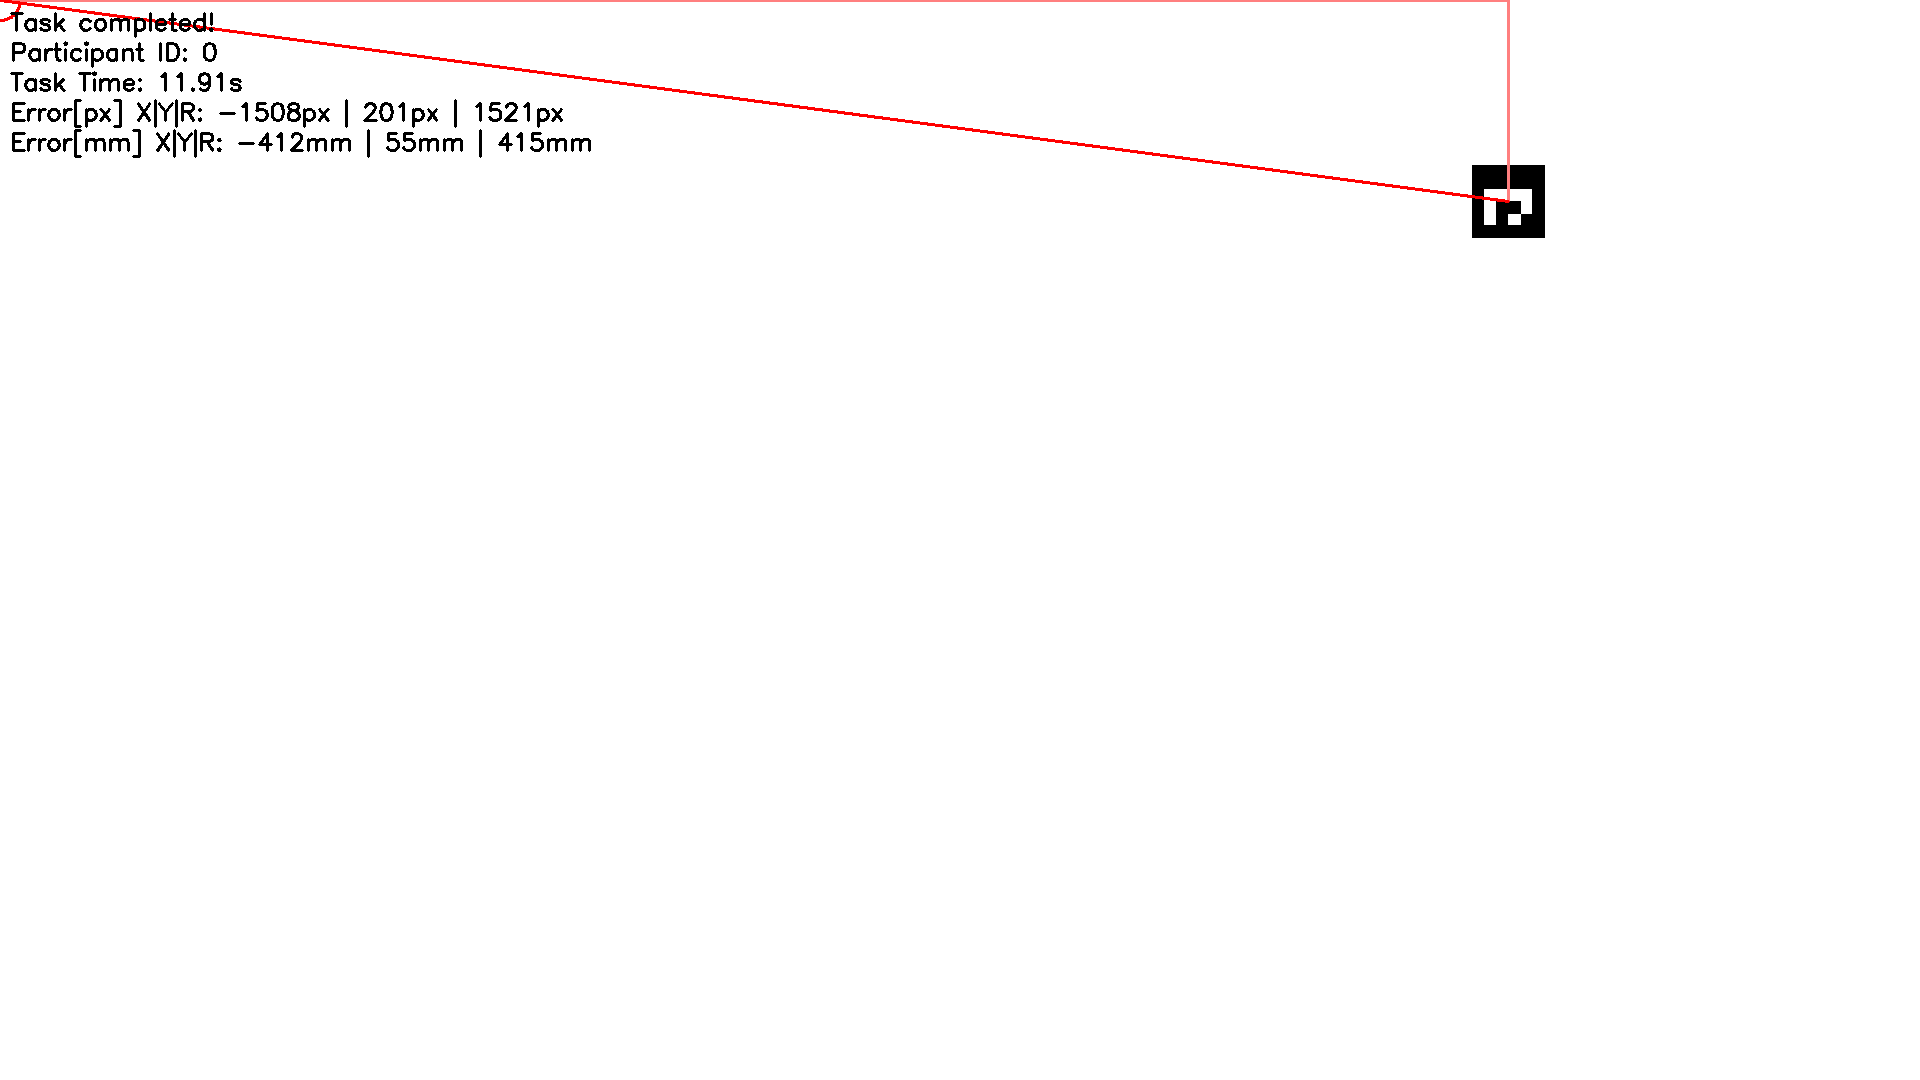 Task completed!
Participant ID: 0
Task Time: 11.91s
Error[px] X|Y|R: -1508px | 201px | 1521px
Error[mm] X|Y|R: -412mm | 55mm | 415mm